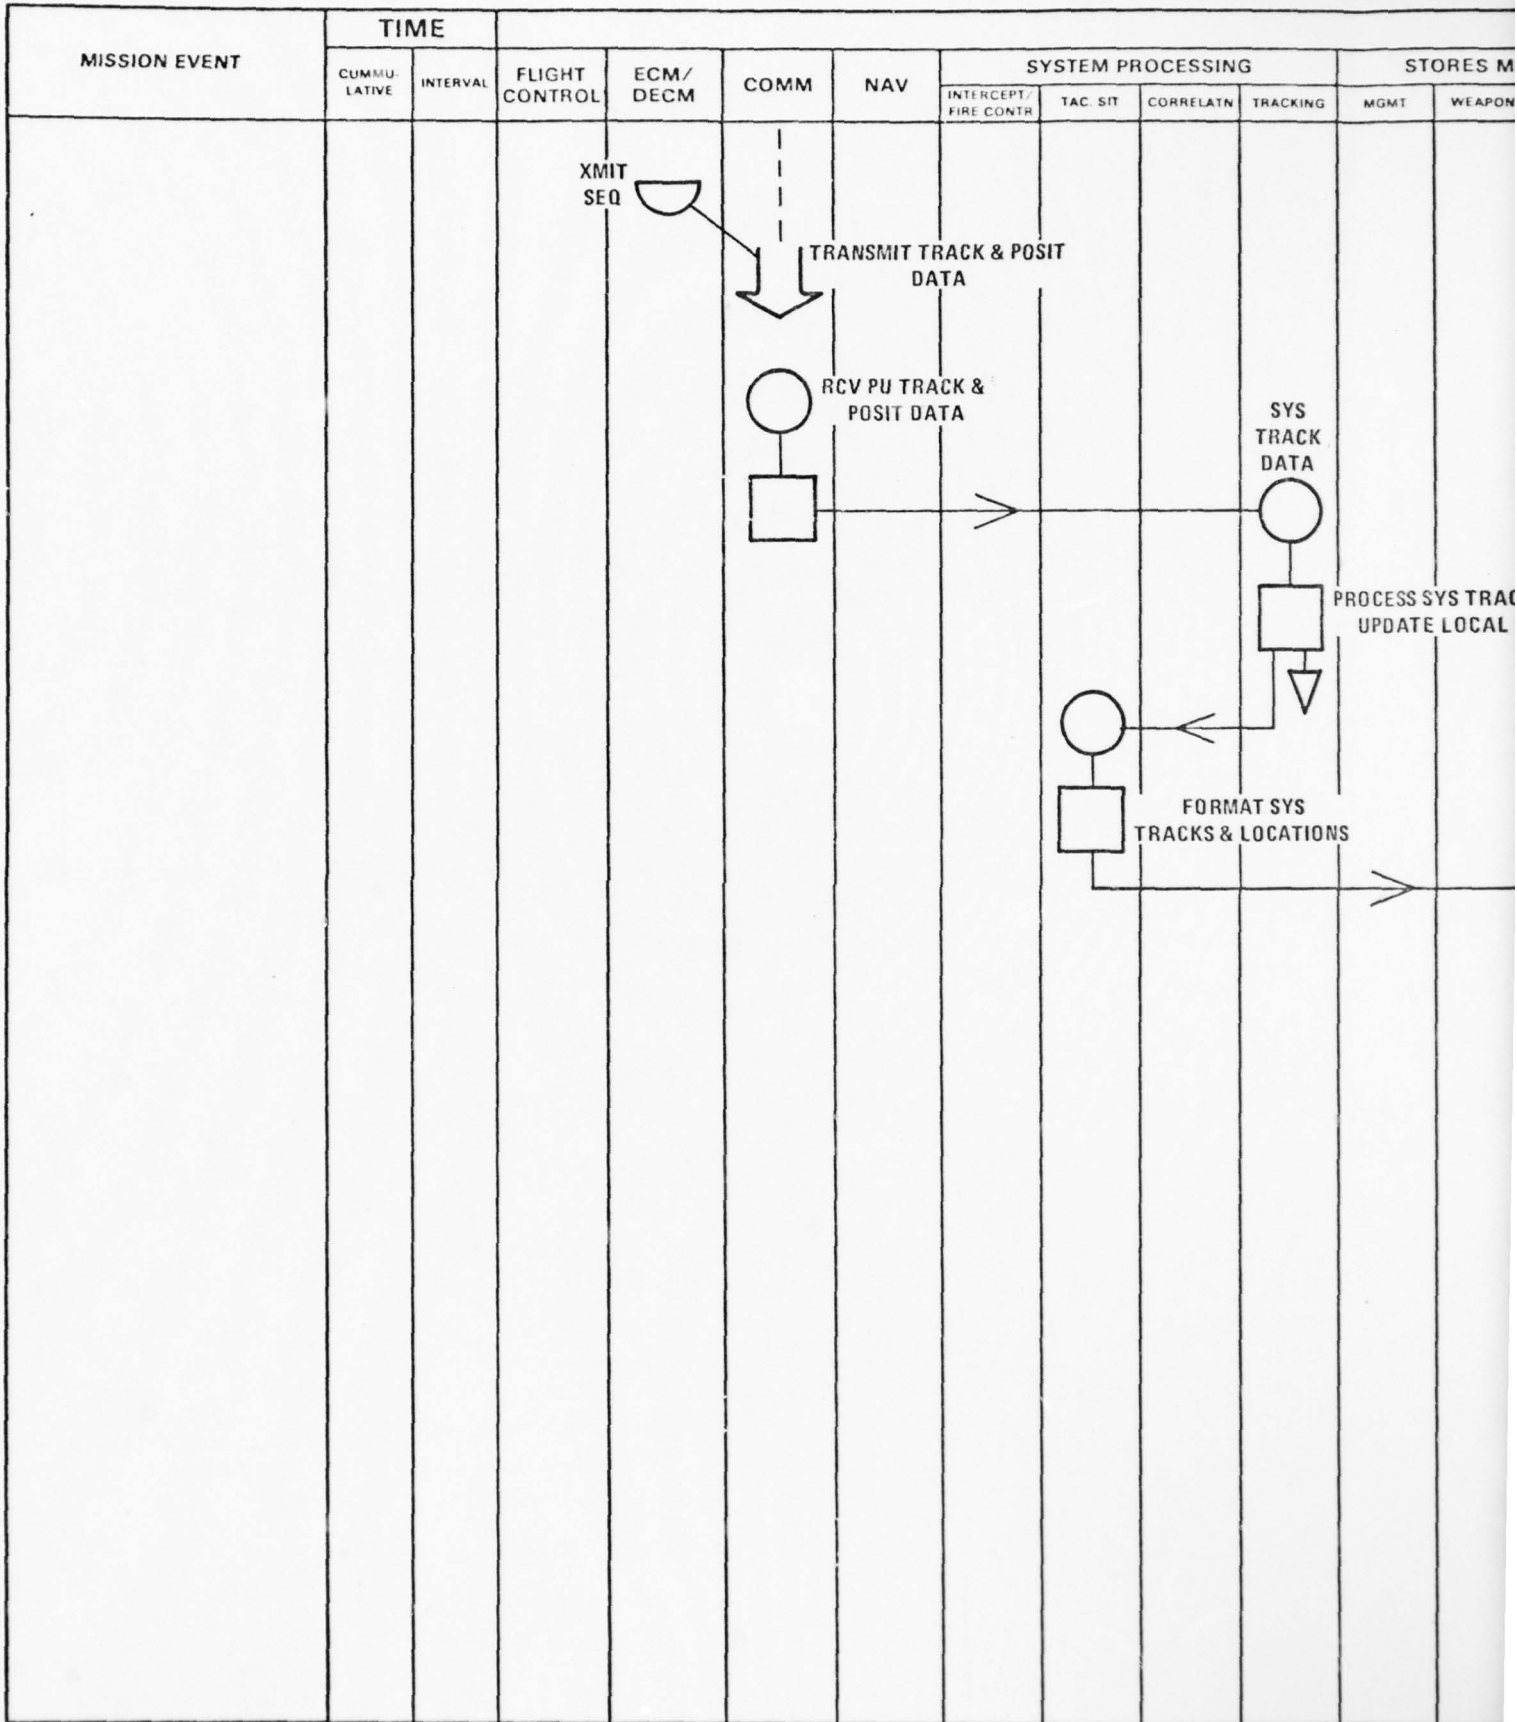 TIME
MISSION EVENT
CUMMU-
LATIVE
INTERVAL
FLIGHT
CONTROL
ECM/
DECM
COMM
NAV
SYSTEM PROCESSING
INTERCEPT/
FIRE CONTR
TAC. SIT
CORRELATN
TRACKING
STORES M
MGMT
WEAPON
XMIT
SEQ
TRANSMIT TRACK & POSIT
DATA
RCV PU TRACK &
POSIT DATA
SYS
TRACK
DATA
PROCESS SYS TRAC
UPDATE LOCAL
FORMAT SYS
TRACKS & LOCATIONS